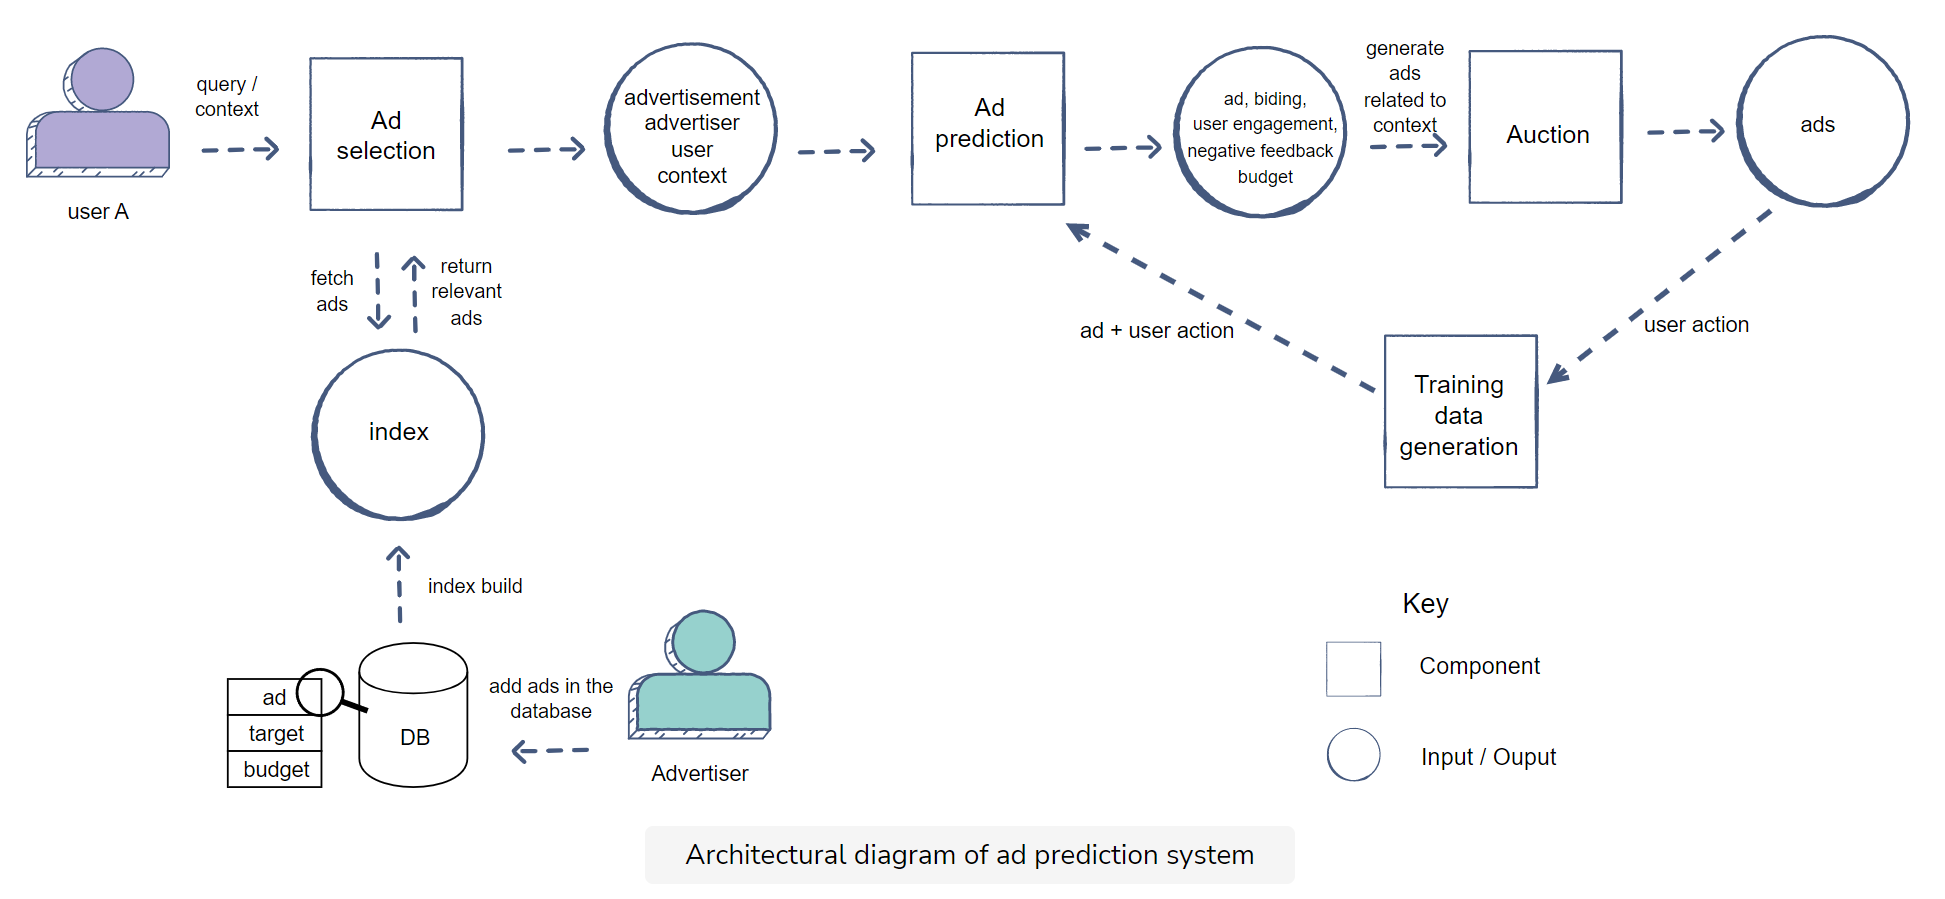 query /
context
user A
Ad
selection
advertisement
advertiser
user
context
Ad
prediction
ad, biding,
user engagement,
negative feedback
budget
generate
ads
related to
context
Auction
ads
fetch
ads
return
relevant
ads
ad + user action
user action
Training
data
generation
index
index build
ad
target
budget
DB
add ads in the
database
Advertiser
Key
Component
Input / Ouput
Architectural diagram of ad prediction system